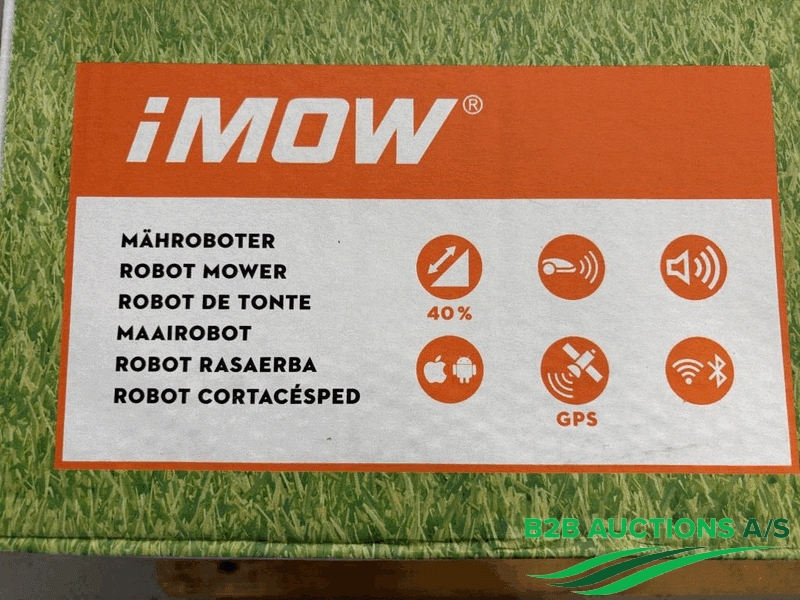 iMOW®
MÄHROBOTER
ROBOT MOWER
ROBOT DE TONTE
MAAIROBOT
ROBOT RASAERBA
ROBOT CORTACÉSPED
40%
GPS
B2B AUCTIONS A/S